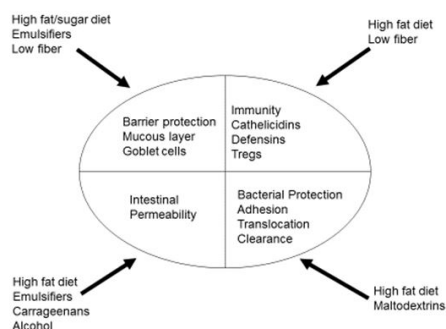 High fat/sugar diet
Emulsifiers
Low fiber
High fat diet
Low fiber
Barrier protection
Mucous layer
Goblet cells
Immunity
Cathelicidins
Defensins
Tregs
Intestinal
Permeability
Bacterial Protection
Adhesion
Translocation
Clearance
High fat diet
Emulsifiers
Carrageenans
Alcohol
High fat diet
Maltodextrins